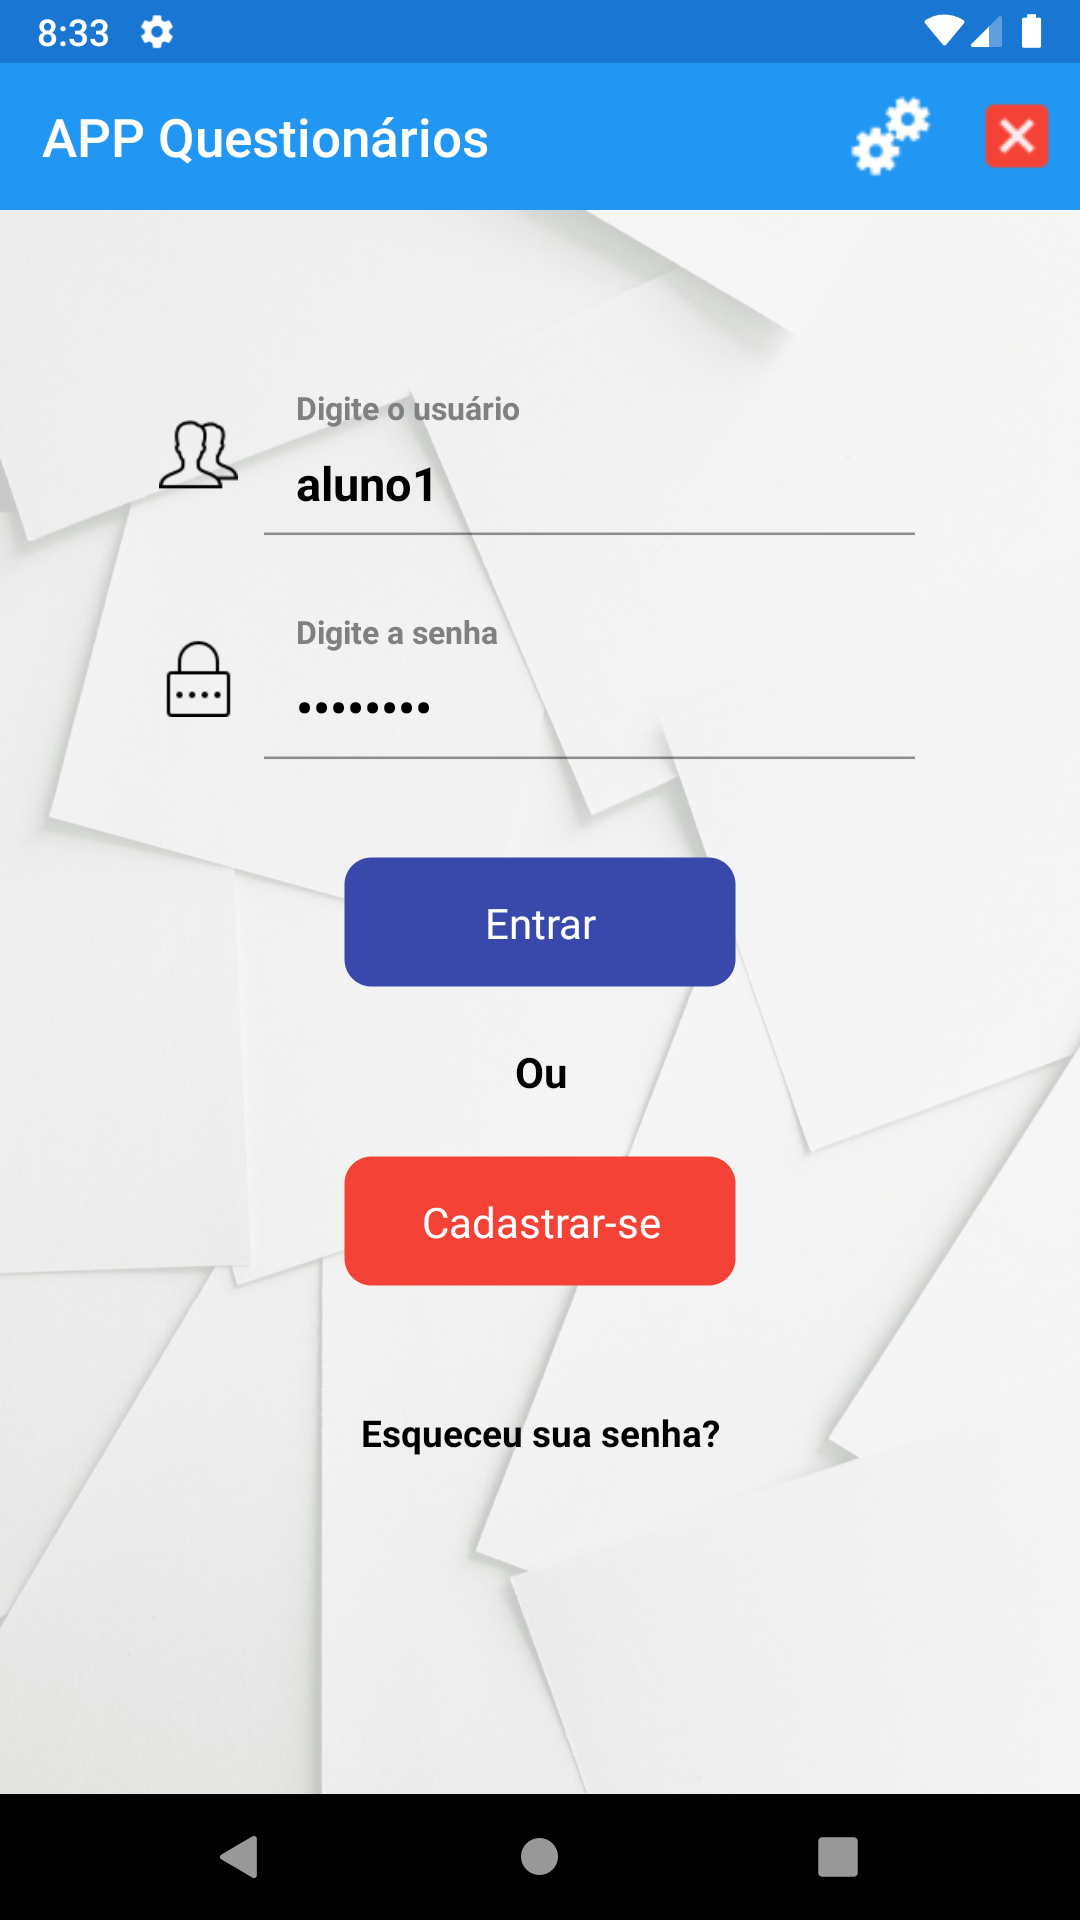 8:33
APP Questionários
Digite o usuário
aluno1
Digite a senha
••••••••
Entrar
Ou
Cadastrar-se
Esqueceu sua senha?